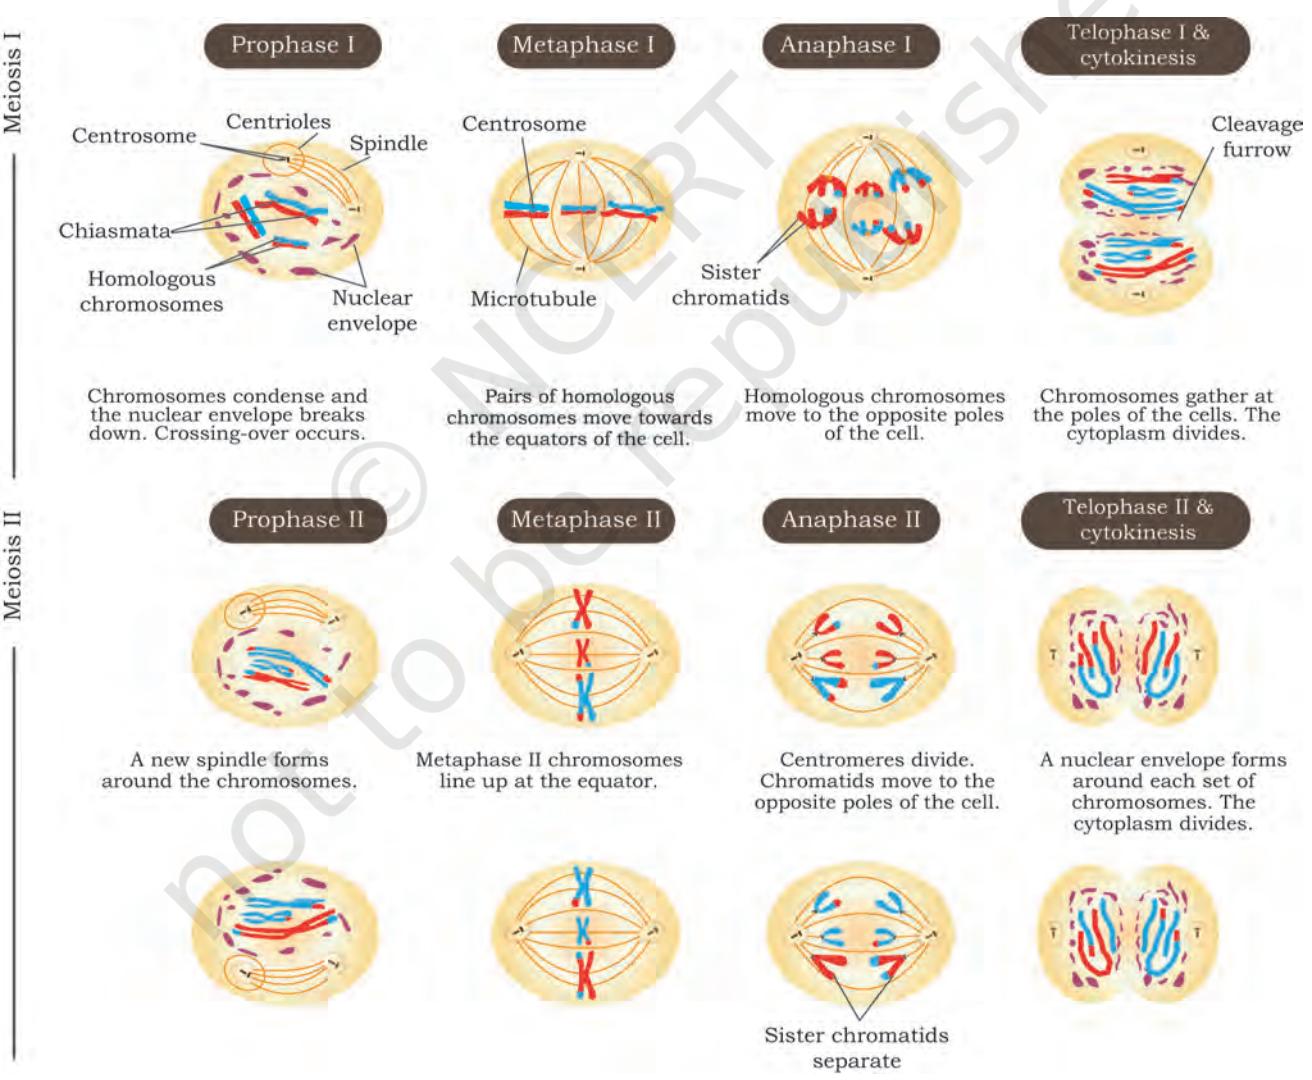 Meiosis I
Prophase I
Metaphase I
Anaphase I
Telophase I &
cytokinesis
Centrosome
Centrioles
Spindle
Chiasmata
Homologous
chromosomes
Nuclear
envelope
Centrosome
Microtubule
Sister
chromatids
Cleavage
furrow
Chromosomes condense and
the nuclear envelope breaks
down. Crossing-over occurs.
Pairs of homologous
chromosomes move towards
the equators of the cell.
Homologous chromosomes
move to the opposite poles
of the cell.
Chromosomes gather at
the poles of the cells. The
cytoplasm divides.
Meiosis II
Prophase II
Metaphase II
Anaphase II
Telophase II &
cytokinesis
A new spindle forms
around the chromosomes.
Metaphase II chromosomes
line up at the equator.
Centromeres divide.
Chromatids move to the
opposite poles of the cell.
A nuclear envelope forms
around each set of
chromosomes. The
cytoplasm divides.
Sister chromatids
separate
© NCERT
not to be republishe